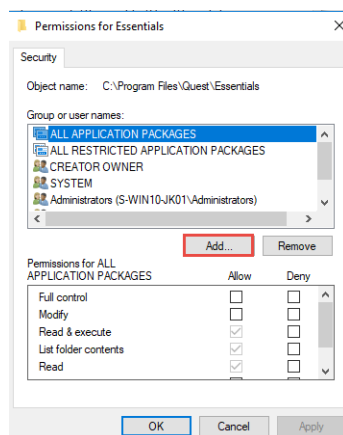 Permissions for Essentials
Security
Object name: C:\Program Files\Quest\Essentials
Group or user names:
ALL APPLICATION PACKAGES
ALL RESTRICTED APPLICATION PACKAGES
CREATOR OWNER
SYSTEM
Administrators (S-WIN10-JK01\Administrators)
Add... Remove
Permissions for ALL
APPLICATION PACKAGES Allow Deny
Full control
Modify
Read & execute
List folder contents
Read
OK Cancel Apply